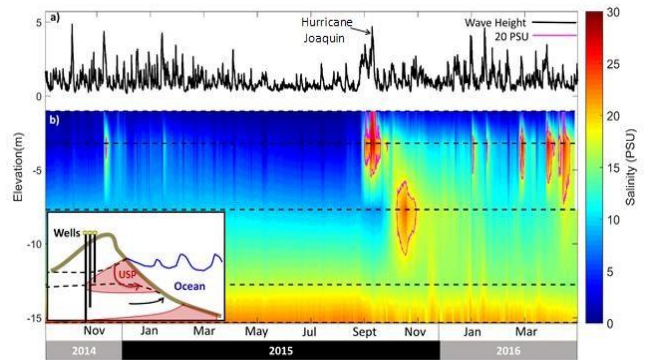 a)
Hurricane
Joaquin
Wave Height
20 PSU
5
0
b)
Elevation(m)
-5
-10
-15
Wells
USP
Ocean
Nov
Jan
Mar
May
Jul
Sept
Nov
Jan
Mar
2014
2015
2016
30
25
20
15
10
5
0
Salinity (PSU)